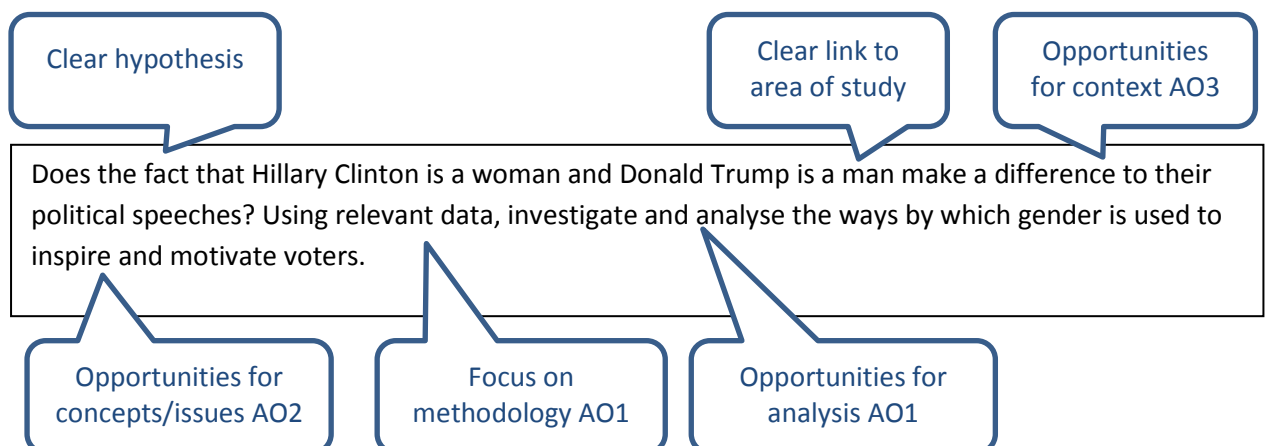 Clear hypothesis
Clear link to
area of study
Opportunities
for context AO3
Does the fact that Hillary Clinton is a woman and Donald Trump is a man make a difference to their
political speeches? Using relevant data, investigate and analyse the ways by which gender is used to
inspire and motivate voters.
Opportunities for
concepts/issues AO2
Focus on
methodology AO1
Opportunities for
analysis AO1